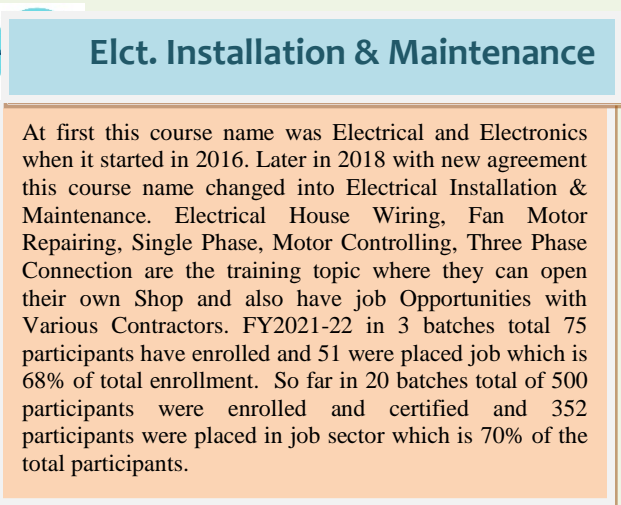 Elct. Installation & Maintenance
At first this course name was Electrical and Electronics
when it started in 2016. Later in 2018 with new agreement
this course name changed into Electrical Installation &
Maintenance. Electrical House Wiring, Fan Motor
Repairing, Single Phase, Motor Controlling, Three Phase
Connection are the training topic where they can open
their own Shop and also have job Opportunities with
Various Contractors. FY2021-22 in 3 batches total 75
participants have enrolled and 51 were placed job which is
68% of total enrollment. So far in 20 batches total of 500
participants were enrolled and certified and 352
participants were placed in job sector which is 70% of the
total participants.